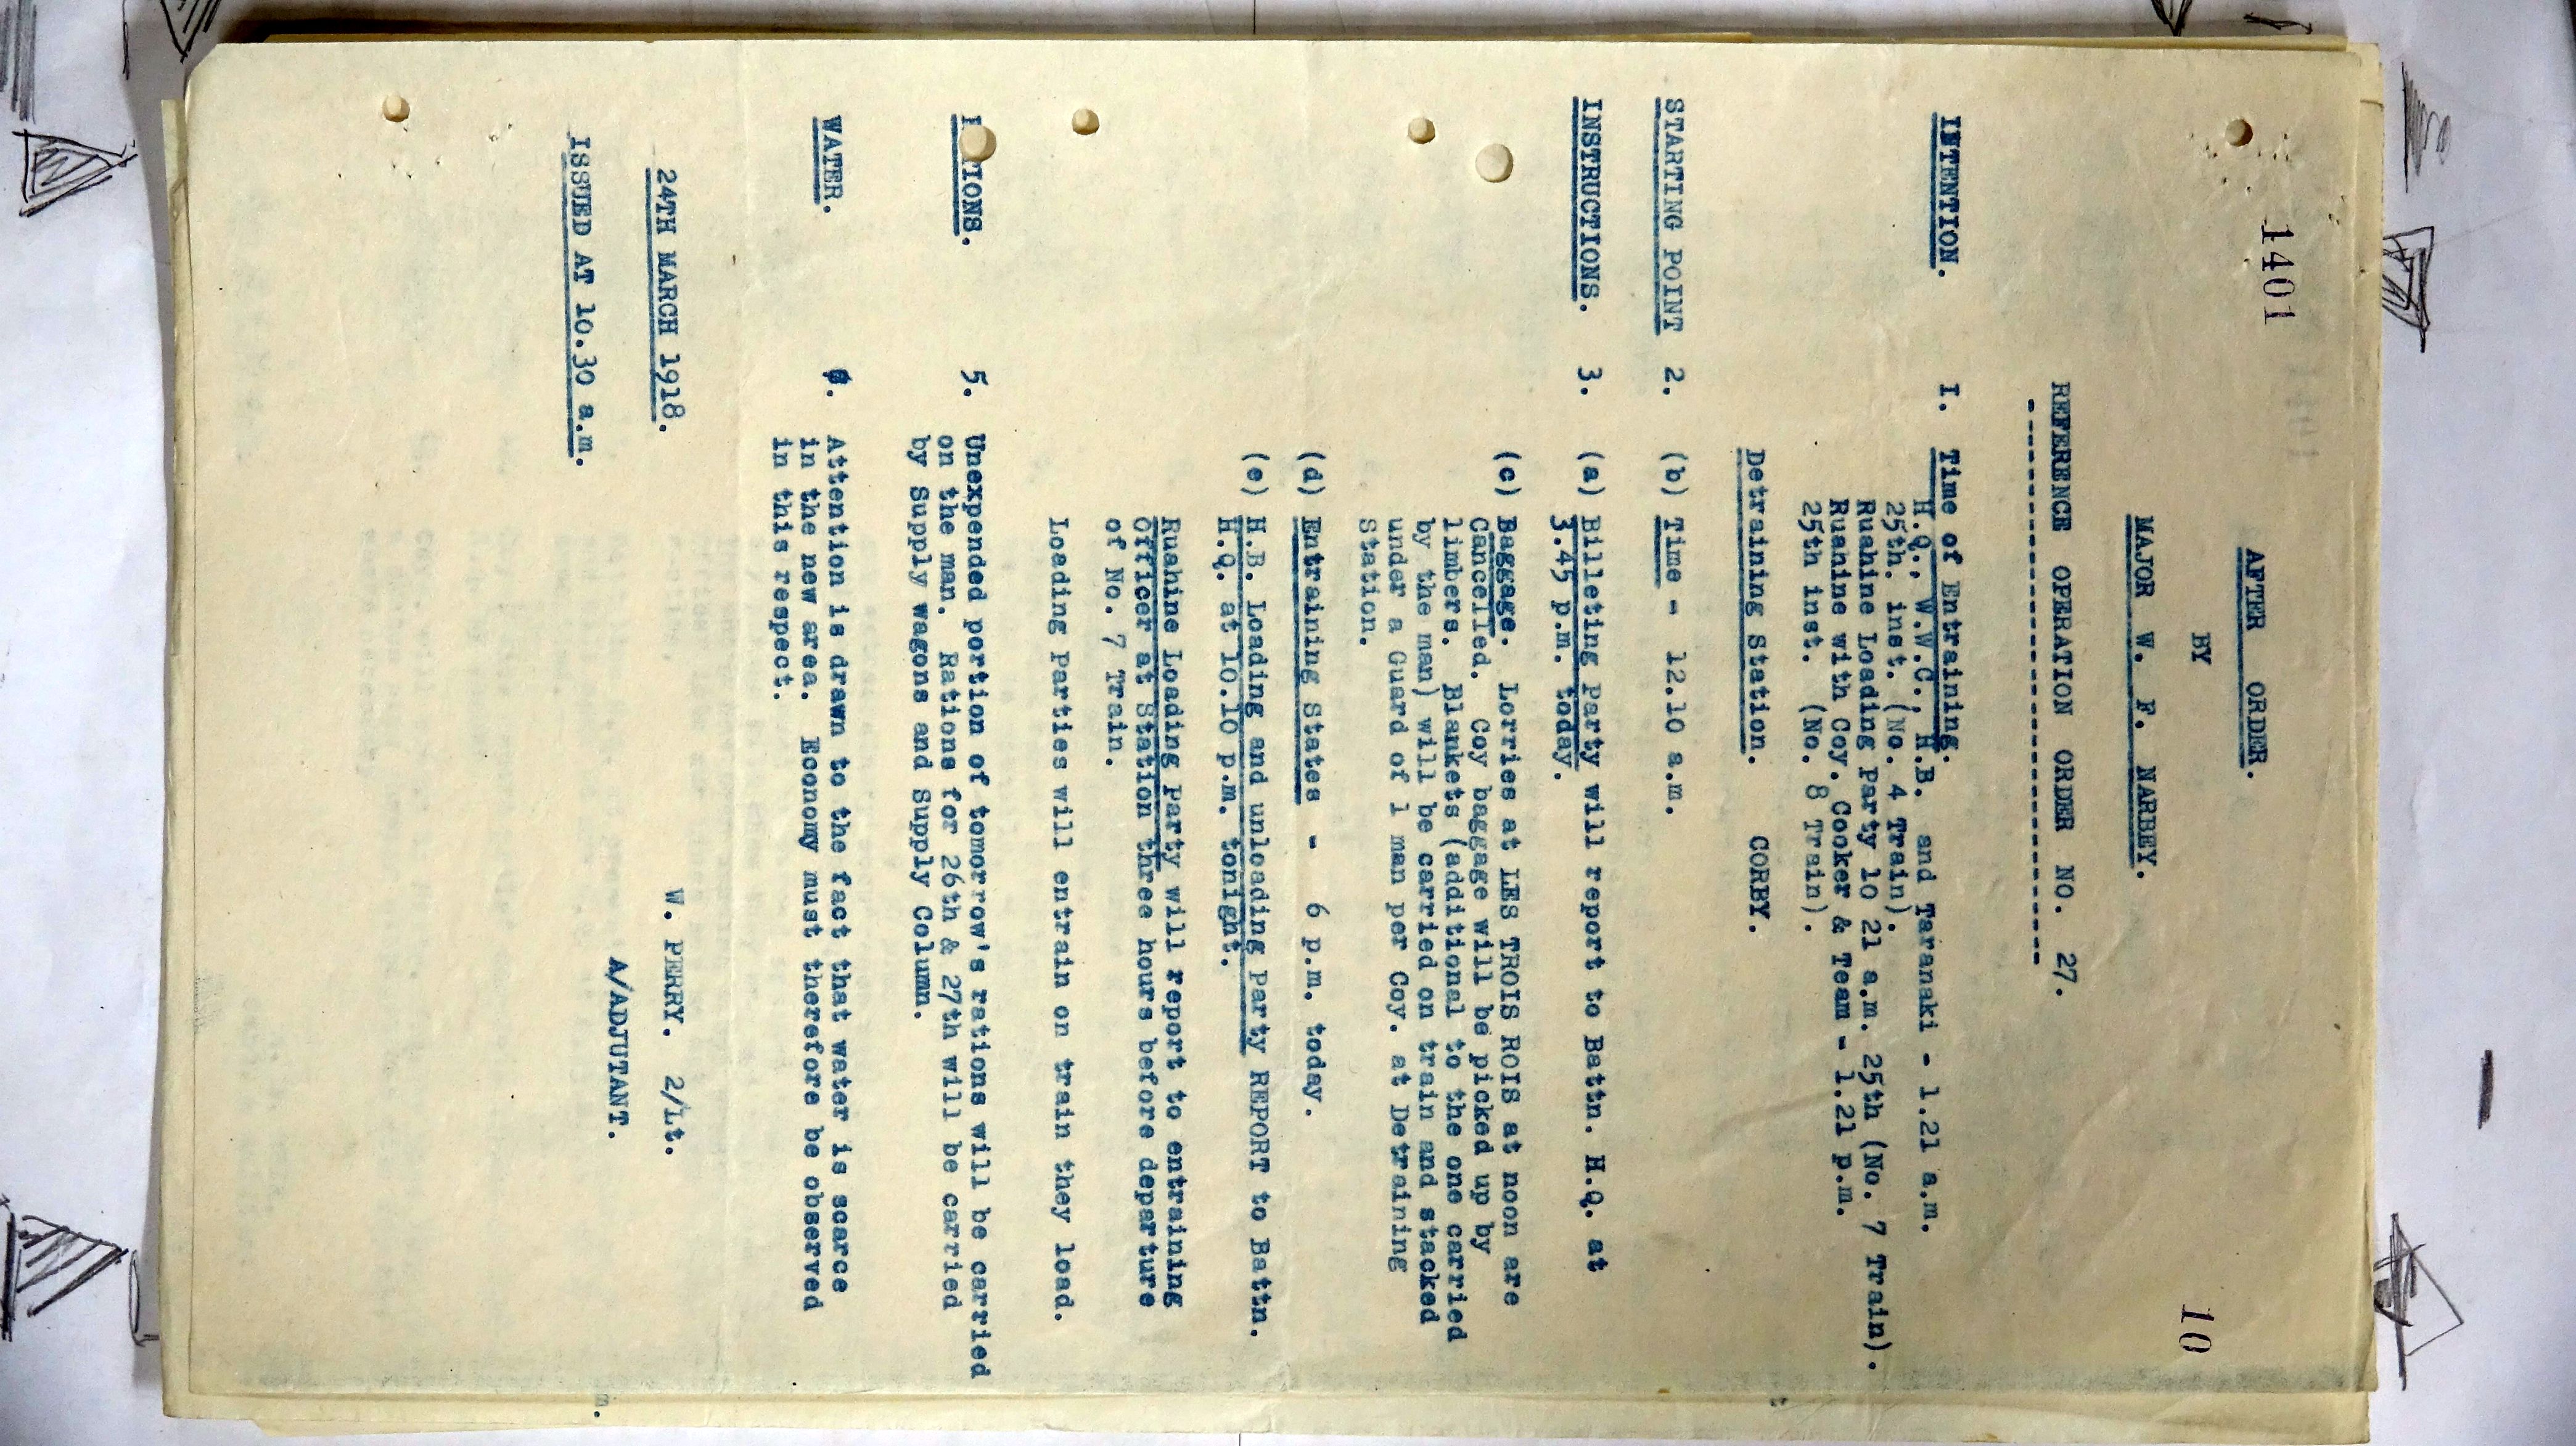 1401
10
AFTER ORDER.
BY
MAJOR W. F. NARBEY.
REFERENCE OPERATION ORDER NO. 27.
INTENTION. I. Time of Entraining.
H.Q., W.W.C., H.B. and Taranaki - 1.21 a.m.
25th. inst. (No. 4 Train).
Ruahine Loading Party 10 21 a.m. 25th (No. 7 Train).
Ruahine with Coy. Cooker & Team - 1.21 p.m.
25th inst. (No. 8 Train).
Detraining Station. CORBY.
STARTING POINT 2. (b) Time - 12.10 a.m.
INSTRUCTIONS. 3. (a) Billeting Party will report to Battn. H.Q. at
3.45 p.m. today.
(c) Baggage. Lorries at LES TROIS ROIS at noon are
Cancelled. Coy baggage will be picked up by
limbers. Blankets (additional to the one carried
by the man) will be carried on train and stacked
under a Guard of 1 man per Coy. at Detraining
Station.
(d) Entraining States - 6 p.m. today.
(e) H.B. Loading and unloading Party REPORT to Battn.
H.Q. at 10.10 p.m. tonight.
Ruahine Loading Party will report to entraining
Officer at Station three hours before departure
of No. 7 Train.
Loading Parties will entrain on train they load.
TIONS. 5. Unexpended portion of tomorrow's rations will be carried
on the man. Rations for 26th & 27th will be carried
by Supply wagons and Supply Column.
WATER. Attention is drawn to the fact that water is scarce
in the new area. Economy must therefore be observed
in this respect.
24TH MARCH 1918. W. PERRY. 2/Lt.
A/ADJUTANT.
ISSUED AT 10.30 a.m.